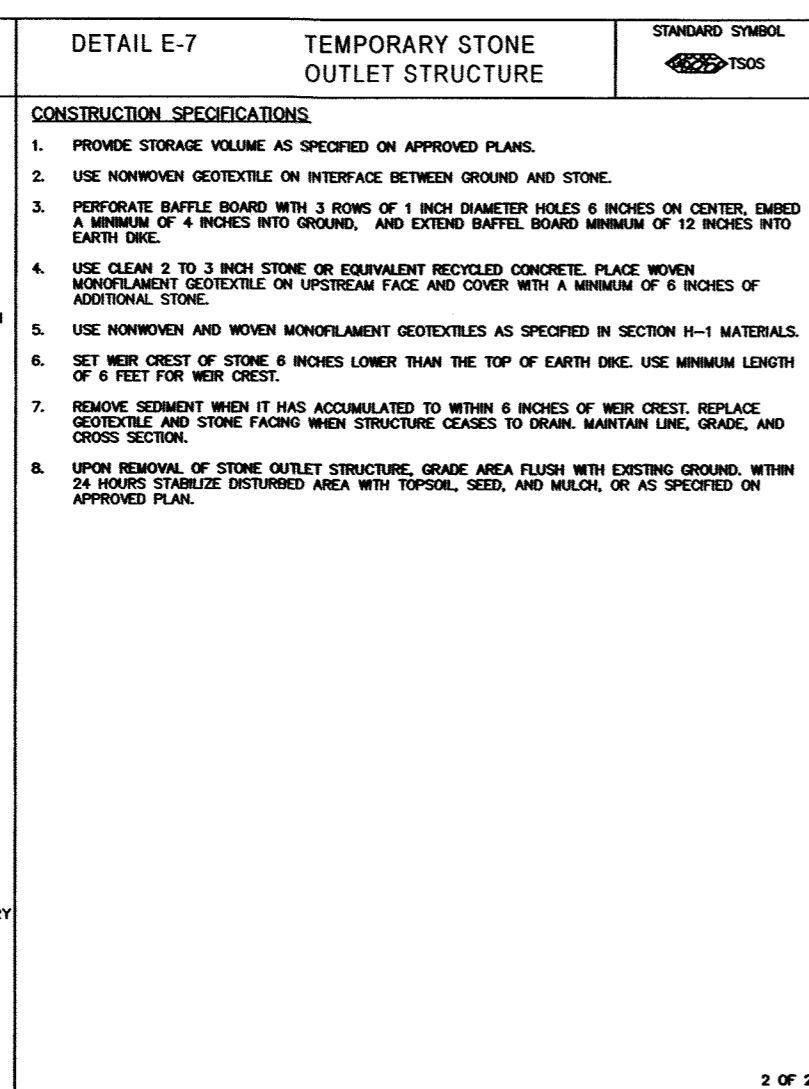 DETAIL E-7
TEMPORARY STONE
OUTLET STRUCTURE
STANDARD SYMBOL
TSOS
CONSTRUCTION SPECIFICATIONS
1. PROVIDE STORAGE VOLUME AS SPECIFIED ON APPROVED PLANS.
2. USE NONWOVEN GEOTEXTILE ON INTERFACE BETWEEN GROUND AND STONE.
3. PERFORATE BAFFLE BOARD WITH 3 ROWS OF 1 INCH DIAMETER HOLES 6 INCHES ON CENTER, EMBED
A MINIMUM OF 4 INCHES INTO GROUND, AND EXTEND BAFFEL BOARD MINIMUM OF 12 INCHES INTO
EARTH DIKE.
4. USE CLEAN 2 TO 3 INCH STONE OR EQUIVALENT RECYCLED CONCRETE. PLACE WOVEN
MONOFILAMENT GEOTEXTILE ON UPSTREAM FACE AND COVER WITH A MINIMUM OF 6 INCHES OF
ADDITIONAL STONE.
5. USE NONWOVEN AND WOVEN MONOFILAMENT GEOTEXTILES AS SPECIFIED IN SECTION H-1 MATERIALS.
6. SET WEIR CREST OF STONE 6 INCHES LOWER THAN THE TOP OF EARTH DIKE. USE MINIMUM LENGTH
OF 6 FEET FOR WEIR CREST.
7. REMOVE SEDIMENT WHEN IT HAS ACCUMULATED TO WITHIN 6 INCHES OF WEIR CREST. REPLACE
GEOTEXTILE AND STONE FACING WHEN STRUCTURE CEASES TO DRAIN. MAINTAIN LINE, GRADE, AND
CROSS SECTION.
8. UPON REMOVAL OF STONE OUTLET STRUCTURE, GRADE AREA FLUSH WITH EXISTING GROUND. WITHIN
24 HOURS STABILIZE DISTURBED AREA WITH TOPSOIL, SEED, AND MULCH, OR AS SPECIFIED ON
APPROVED PLAN.
2 OF 2